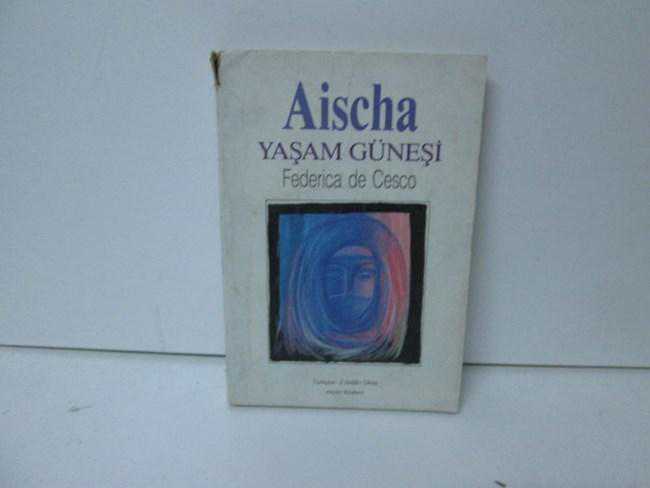 Aischa
YAŞAM GÜNEŞİ
Federica de Cesco